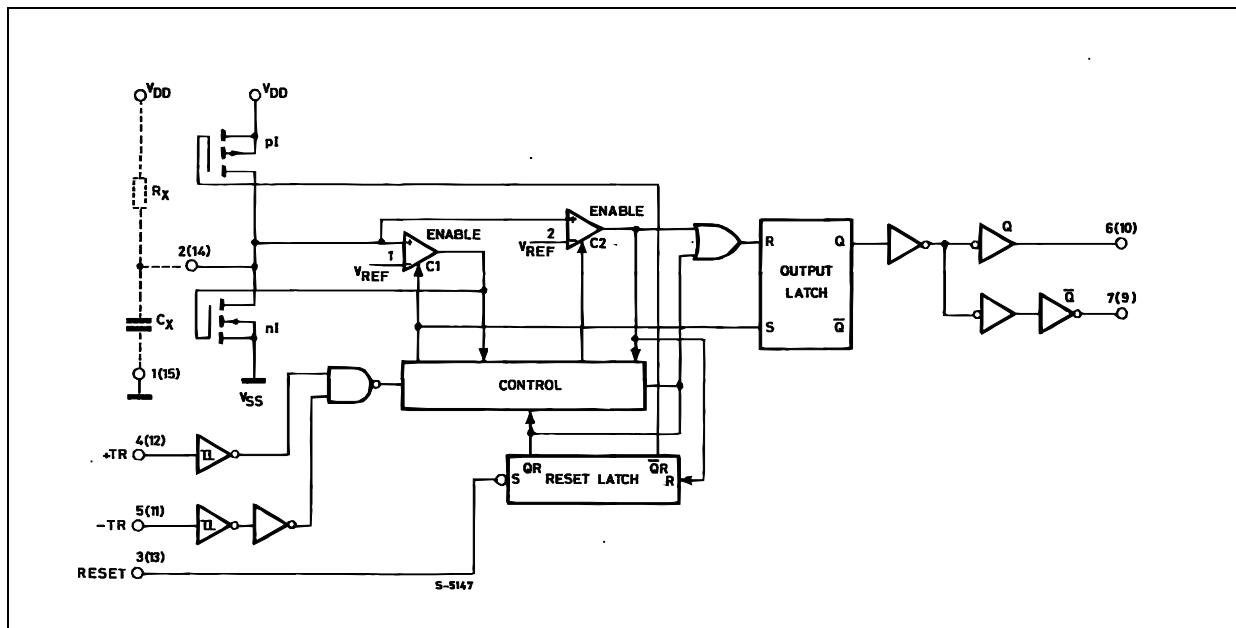 VDD
VDD
pI
RX
2(14)
CX
nI
1(15)
VSS
1
VREF
ENABLE
C1
2
VREF
ENABLE
C2
R
Q
OUTPUT
LATCH
S
Q̅
Q
6(10)
Q̅
7(9)
CONTROL
4(12)
+TR
5(11)
−TR
3(13)
RESET
S
QR
Q̅R
RESET LATCH
R
S-5147